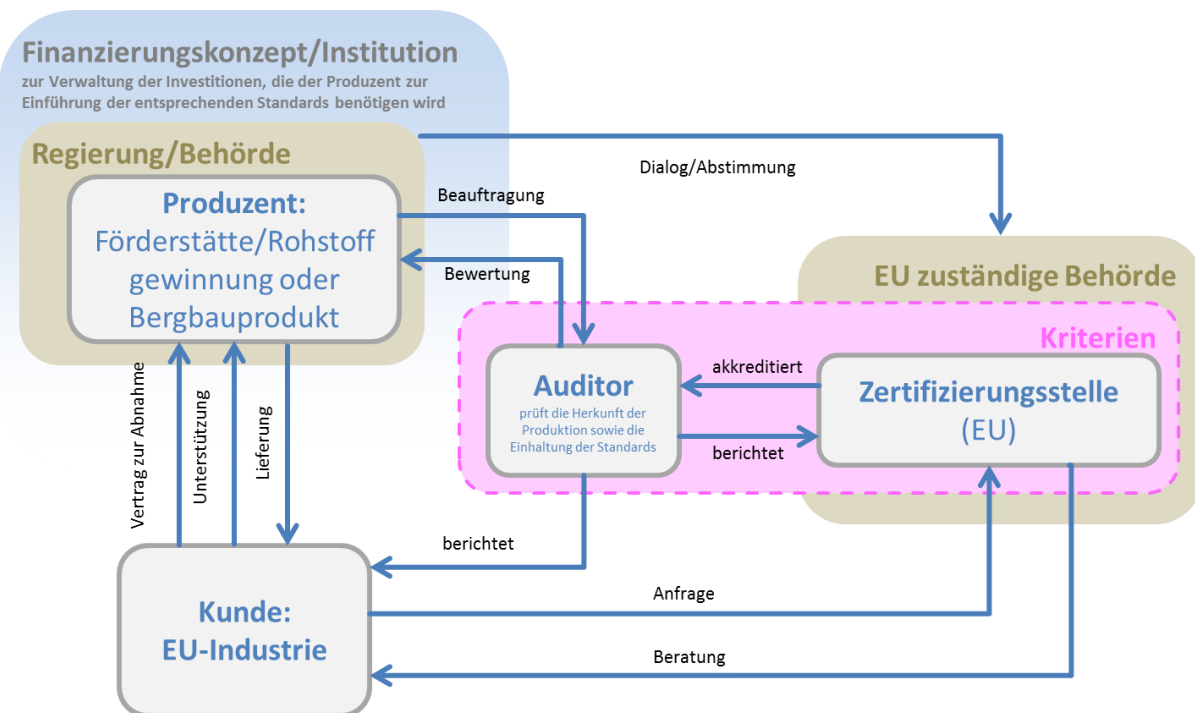 Finanzierungskonzept/Institution
zur Verwaltung der Investitionen, die der Produzent zur
Einführung der entsprechenden Standards benötigen wird
Regierung/Behörde
Produzent:
Förderstätte/Rohstoff
gewinnung oder
Bergbauprodukt
Beauftragung
Bewertung
Dialog/Abstimmung
EU zuständige Behörde
Kriterien
Auditor
prüft die Herkunft der
Produktion sowie die
Einhaltung der Standards
akkreditiert
berichtet
Zertifizierungsstelle
(EU)
Vertrag zur Abnahme
Unterstützung
Lieferung
berichtet
Kunde:
EU-Industrie
Anfrage
Beratung